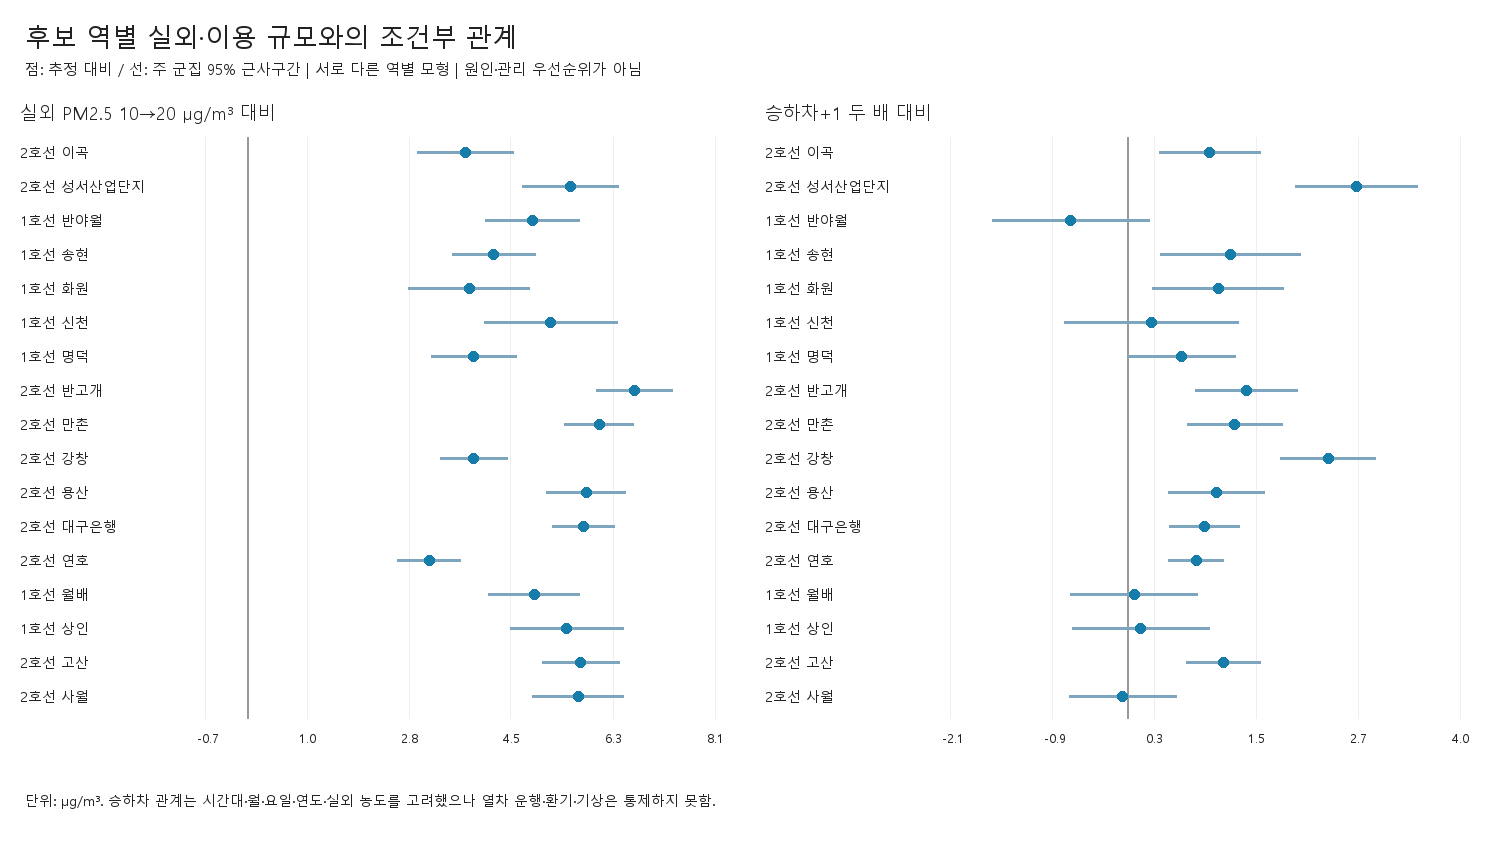 후보 역별 실외·이용 규모와의 조건부 관계
점: 추정 대비 / 선: 주 군집 95% 근사구간 | 서로 다른 역별 모형 | 원인·관리 우선순위가 아님
실외 PM2.5 10→20 µg/m³ 대비
2호선 이곡
2호선 성서산업단지
1호선 반야월
1호선 송현
1호선 화원
1호선 신천
1호선 명덕
2호선 반고개
2호선 만촌
2호선 강창
2호선 용산
2호선 대구은행
2호선 연호
1호선 월배
1호선 상인
2호선 고산
2호선 사월
-0.7 1.0 2.8 4.5 6.3 8.1
승하차+1 두 배 대비
2호선 이곡
2호선 성서산업단지
1호선 반야월
1호선 송현
1호선 화원
1호선 신천
1호선 명덕
2호선 반고개
2호선 만촌
2호선 강창
2호선 용산
2호선 대구은행
2호선 연호
1호선 월배
1호선 상인
2호선 고산
2호선 사월
-2.1 -0.9 0.3 1.5 2.7 4.0
단위: µg/m³. 승하차 관계는 시간대·월·요일·연도·실외 농도를 고려했으나 열차 운행·환기·기상은 통제하지 못함.